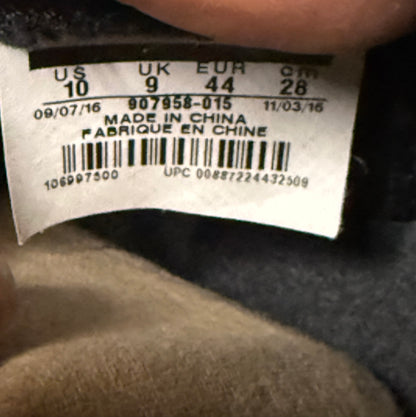 US UK EUR cm
10 9 44 28
09/07/16 907958-015 11/03/16
MADE IN CHINA
FABRIQUE EN CHINE
106997500 UPC 00887224432509